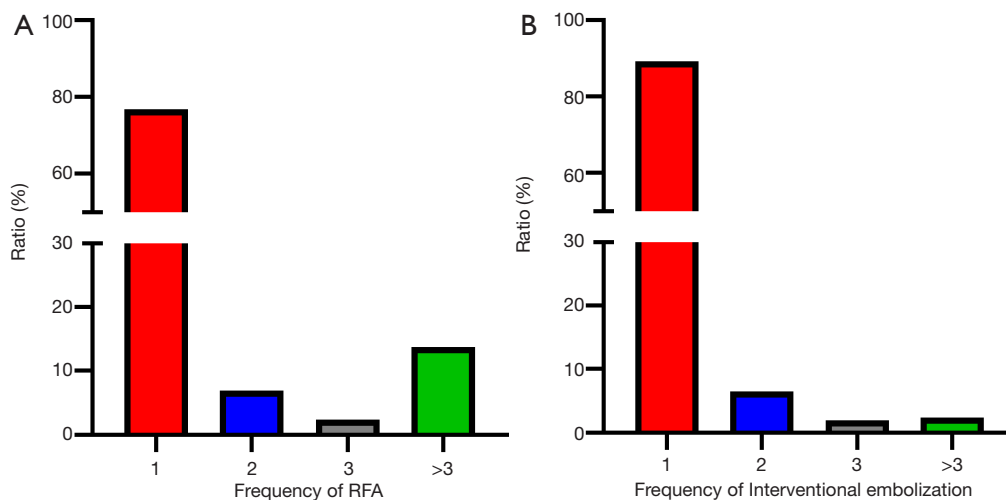 A
100
80
60
30
20
10
0
Ratio (%)
1 2 3 >3
Frequency of RFA
B
100
80
60
30
20
10
0
Ratio (%)
1 2 3 >3
Frequency of Interventional embolization